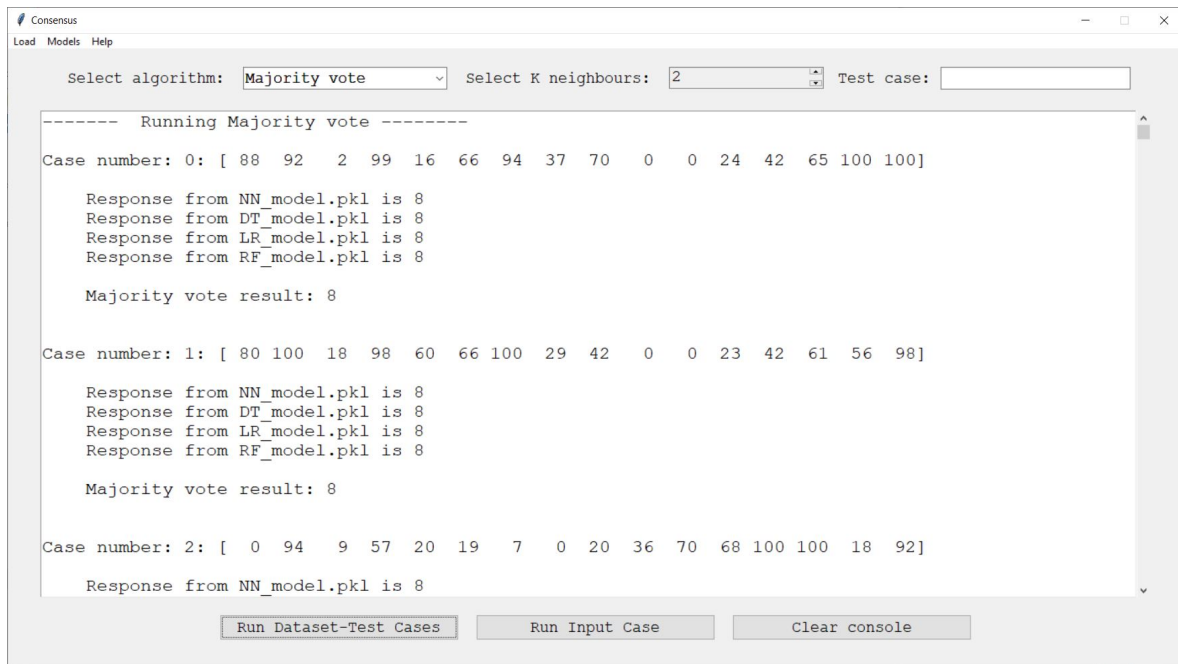 Consensus
Load Models Help
Select algorithm: Majority vote Select K neighbours: 2 Test case:
------- Running Majority vote --------
Case number: 0: [ 88 92 2 99 16 66 94 37 70 0 0 24 42 65 100 100]
Response from NN_model.pkl is 8
Response from DT_model.pkl is 8
Response from LR_model.pkl is 8
Response from RF_model.pkl is 8
Majority vote result: 8
Case number: 1: [ 80 100 18 98 60 66 100 29 42 0 0 23 42 61 56 98]
Response from NN_model.pkl is 8
Response from DT_model.pkl is 8
Response from LR_model.pkl is 8
Response from RF_model.pkl is 8
Majority vote result: 8
Case number: 2: [ 0 94 9 57 20 19 7 0 20 36 70 68 100 100 18 92]
Response from NN_model.pkl is 8
Run Dataset-Test Cases Run Input Case Clear console